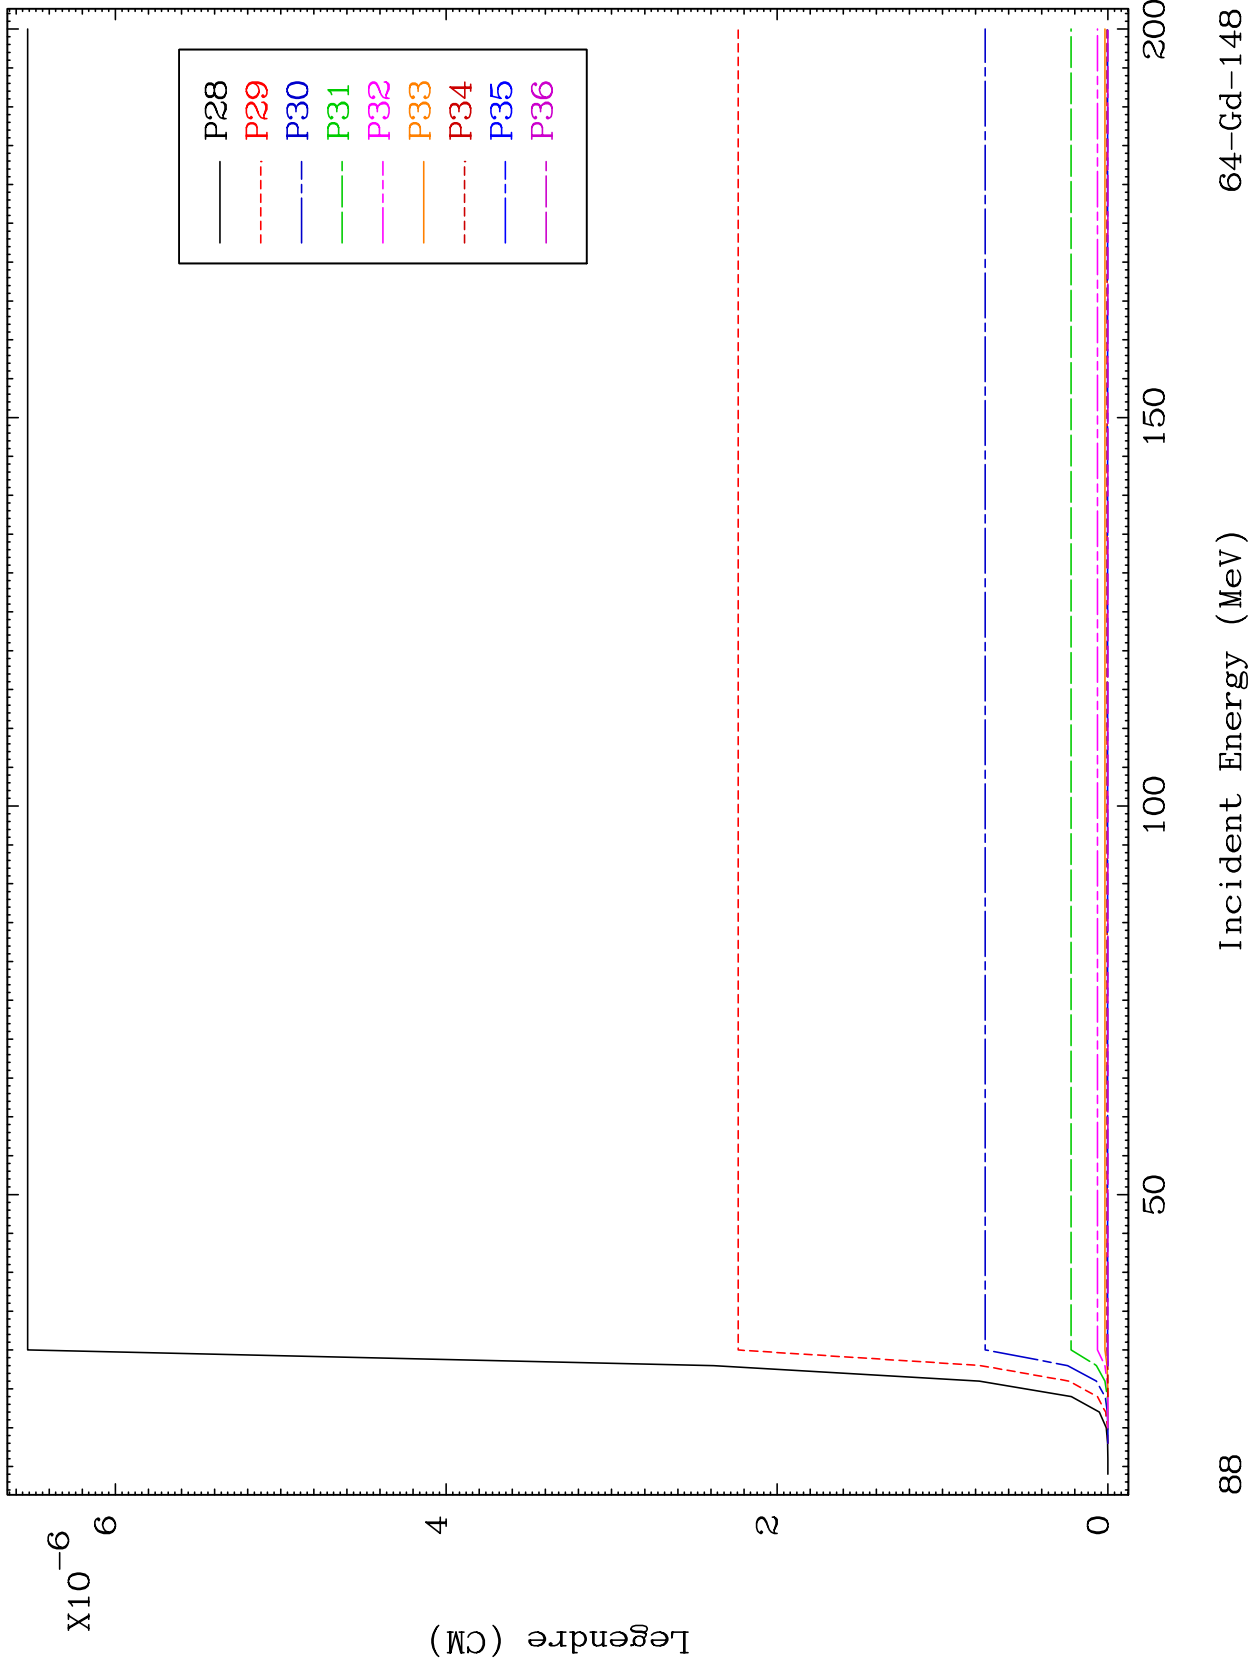 X10-6
6
4
2
0
Legendre (CM)
P28
P29
P30
P31
P32
P33
P34
P35
P36
50
100
150
200
88
Incident Energy (MeV)
64-Gd-148